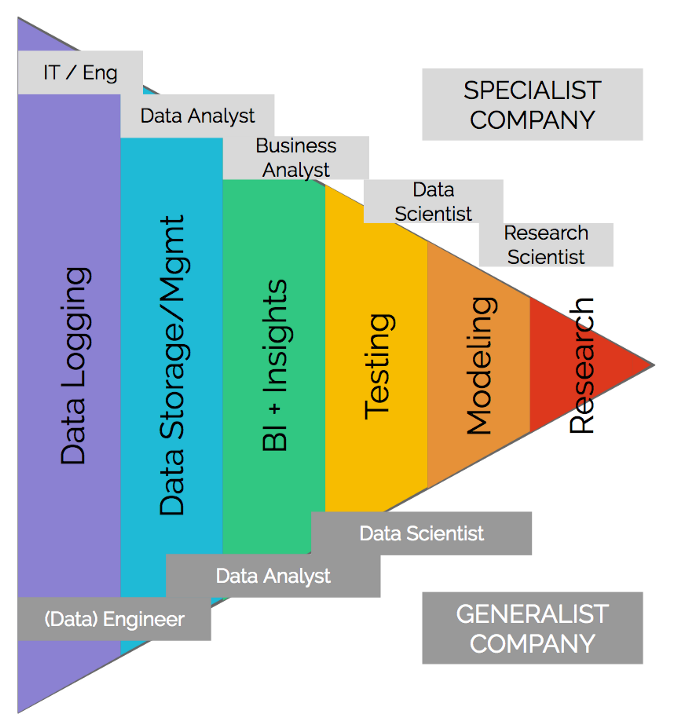 IT / Eng
SPECIALIST
COMPANY
Data Analyst
Business
Analyst
Data
Scientist
Research
Scientist
Data Logging
Data Storage/Mgmt
BI + Insights
Testing
Modeling
Research
Data Scientist
Data Analyst
(Data) Engineer
GENERALIST
COMPANY